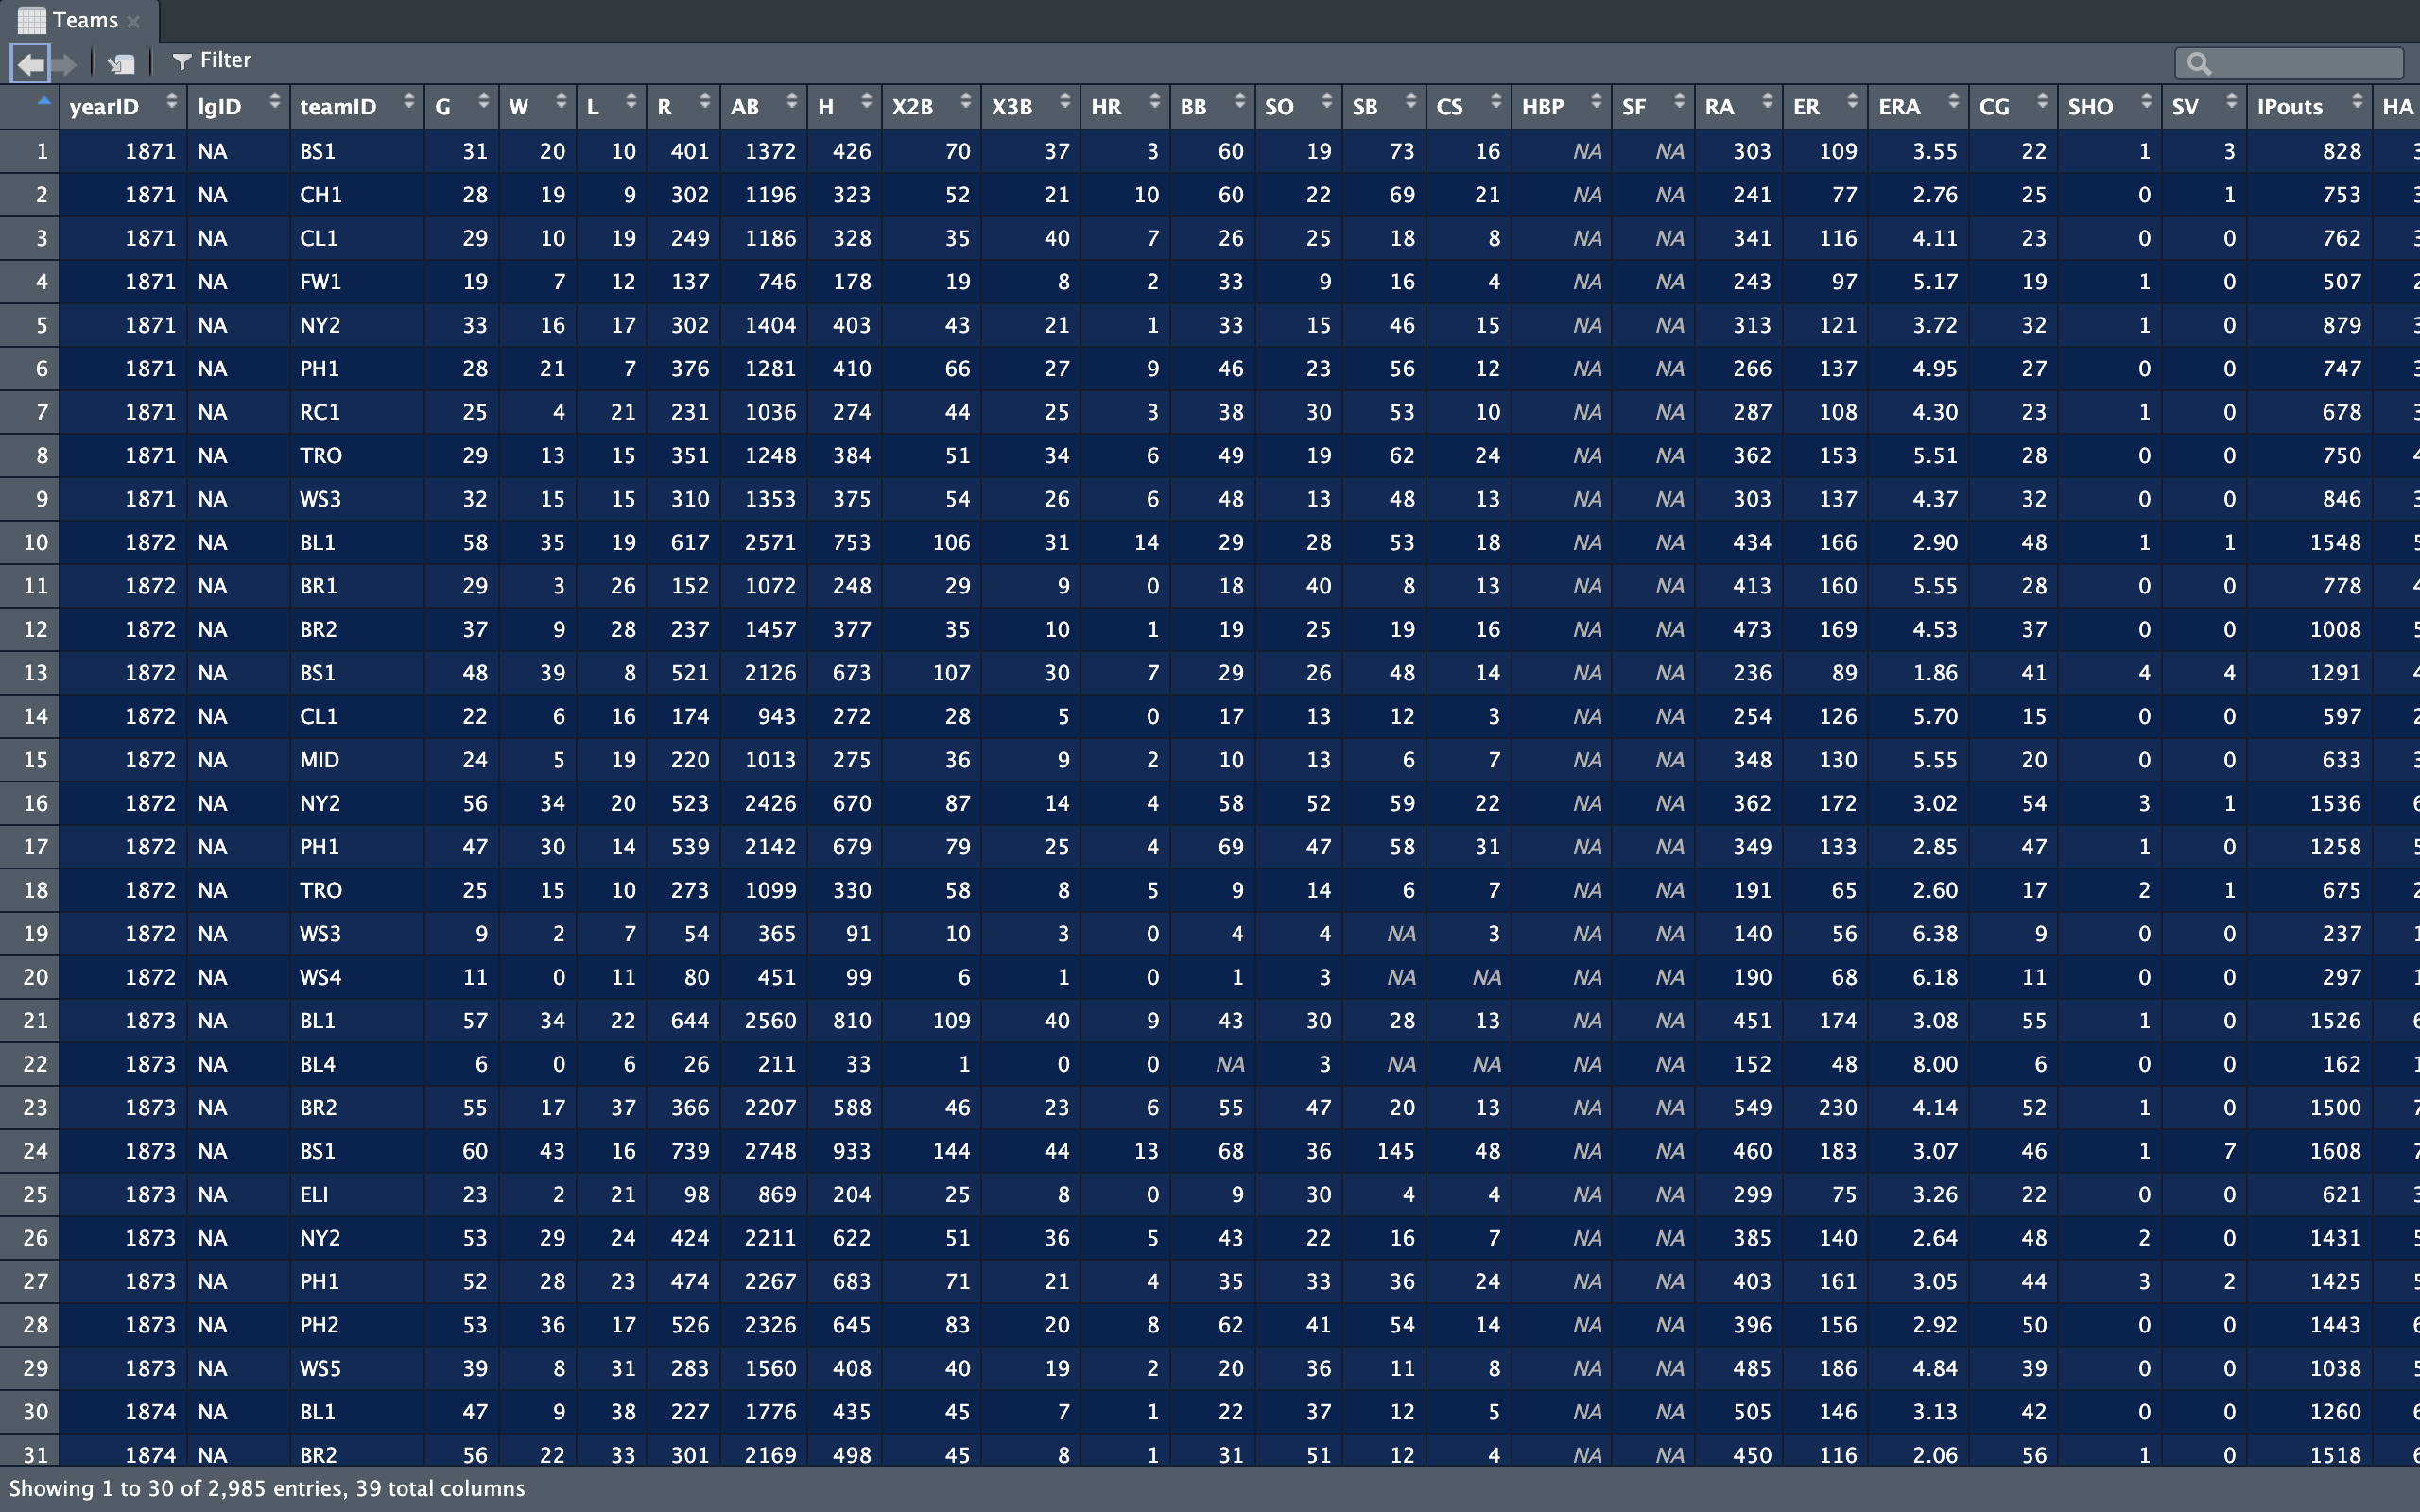 Teams
Filter
yearID lgID teamID G W L R AB H X2B X3B HR BB SO SB CS HBP SF RA ER ERA CG SHO SV IPouts HA
1 1871 NA BS1 31 20 10 401 1372 426 70 37 3 60 19 73 16 NA NA 303 109 3.55 22 1 3 828
2 1871 NA CH1 28 19 9 302 1196 323 52 21 10 60 22 69 21 NA NA 241 77 2.76 25 0 1 753
3 1871 NA CL1 29 10 19 249 1186 328 35 40 7 26 25 18 8 NA NA 341 116 4.11 23 0 0 762
4 1871 NA FW1 19 7 12 137 746 178 19 8 2 33 9 16 4 NA NA 243 97 5.17 19 1 0 507
5 1871 NA NY2 33 16 17 302 1404 403 43 21 1 33 15 46 15 NA NA 313 121 3.72 32 1 0 879
6 1871 NA PH1 28 21 7 376 1281 410 66 27 9 46 23 56 12 NA NA 266 137 4.95 27 0 0 747
7 1871 NA RC1 25 4 21 231 1036 274 44 25 3 38 30 53 10 NA NA 287 108 4.30 23 1 0 678
8 1871 NA TRO 29 13 15 351 1248 384 51 34 6 49 19 62 24 NA NA 362 153 5.51 28 0 0 750
9 1871 NA WS3 32 15 15 310 1353 375 54 26 6 48 13 48 13 NA NA 303 137 4.37 32 0 0 846
10 1872 NA BL1 58 35 19 617 2571 753 106 31 14 29 28 53 18 NA NA 434 166 2.90 48 1 1 1548
11 1872 NA BR1 29 3 26 152 1072 248 29 9 0 18 40 8 13 NA NA 413 160 5.55 28 0 0 778
12 1872 NA BR2 37 9 28 237 1457 377 35 10 1 19 25 19 16 NA NA 473 169 4.53 37 0 0 1008
13 1872 NA BS1 48 39 8 521 2126 673 107 30 7 29 26 48 14 NA NA 236 89 1.86 41 4 4 1291
14 1872 NA CL1 22 6 16 174 943 272 28 5 0 17 13 12 3 NA NA 254 126 5.70 15 0 0 597
15 1872 NA MID 24 5 19 220 1013 275 36 9 2 10 13 6 7 NA NA 348 130 5.55 20 0 0 633
16 1872 NA NY2 56 34 20 523 2426 670 87 14 4 58 52 59 22 NA NA 362 172 3.02 54 3 1 1536
17 1872 NA PH1 47 30 14 539 2142 679 79 25 4 69 47 58 31 NA NA 349 133 2.85 47 1 0 1258
18 1872 NA TRO 25 15 10 273 1099 330 58 8 5 9 14 6 7 NA NA 191 65 2.60 17 2 1 675
19 1872 NA WS3 9 2 7 54 365 91 10 3 0 4 4 NA 3 NA NA 140 56 6.38 9 0 0 237
20 1872 NA WS4 11 0 11 80 451 99 6 1 0 1 3 NA NA NA NA 190 68 6.18 11 0 0 297
21 1873 NA BL1 57 34 22 644 2560 810 109 40 9 43 30 28 13 NA NA 451 174 3.08 55 1 0 1526
22 1873 NA BL4 6 0 6 26 211 33 1 0 0 NA 3 NA NA NA NA 152 48 8.00 6 0 0 162
23 1873 NA BR2 55 17 37 366 2207 588 46 23 6 55 47 20 13 NA NA 549 230 4.14 52 1 0 1500
24 1873 NA BS1 60 43 16 739 2748 933 144 44 13 68 36 145 48 NA NA 460 183 3.07 46 1 7 1608
25 1873 NA ELI 23 2 21 98 869 204 25 8 0 9 30 4 4 NA NA 299 75 3.26 22 0 0 621
26 1873 NA NY2 53 29 24 424 2211 622 51 36 5 43 22 16 7 NA NA 385 140 2.64 48 2 0 1431
27 1873 NA PH1 52 28 23 474 2267 683 71 21 4 35 33 36 24 NA NA 403 161 3.05 44 3 2 1425
28 1873 NA PH2 53 36 17 526 2326 645 83 20 8 62 41 54 14 NA NA 396 156 2.92 50 0 0 1443
29 1873 NA WS5 39 8 31 283 1560 408 40 19 2 20 36 11 8 NA NA 485 186 4.84 39 0 0 1038
30 1874 NA BL1 47 9 38 227 1776 435 45 7 1 22 37 12 5 NA NA 505 146 3.13 42 0 0 1260
31 1874 NA BR2 56 22 33 301 2169 498 45 8 1 31 51 12 4 NA NA 450 116 2.06 56 1 0 1518
Showing 1 to 30 of 2,985 entries, 39 total columns